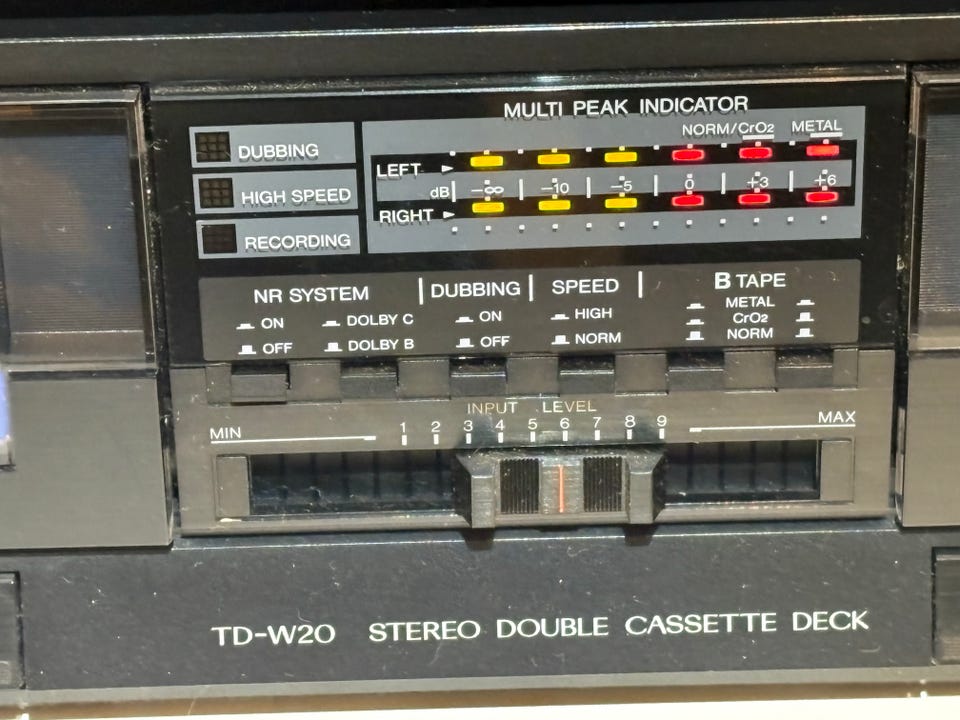 MULTI PEAK INDICATOR
NORM/CrO2 METAL
DUBBING
HIGH SPEED
RECORDING
LEFT
dB -∞ -10 -5 0 +3 +6
RIGHT
NR SYSTEM DUBBING SPEED B TAPE
ON DOLBY C ON HIGH METAL
CrO2
OFF DOLBY B OFF NORM NORM
INPUT LEVEL
MIN 1 2 3 4 5 6 7 8 9 MAX
TD-W20 STEREO DOUBLE CASSETTE DECK